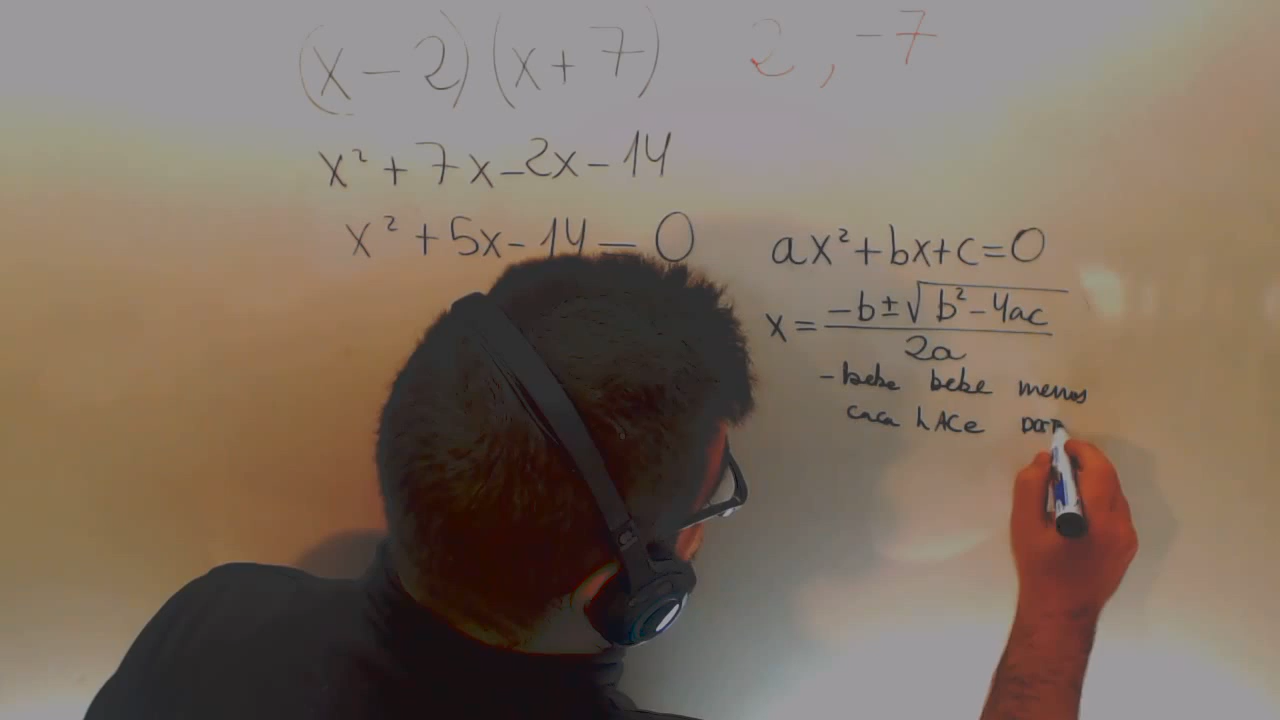 (x-2)(x+7) 2, -7
x²+7x-2x-14
x²+5x-14=0
ax²+bx+c=0
x=\frac{-b±√(b²-4ac)}{2a}
-bebe bebe menos
caca hACe